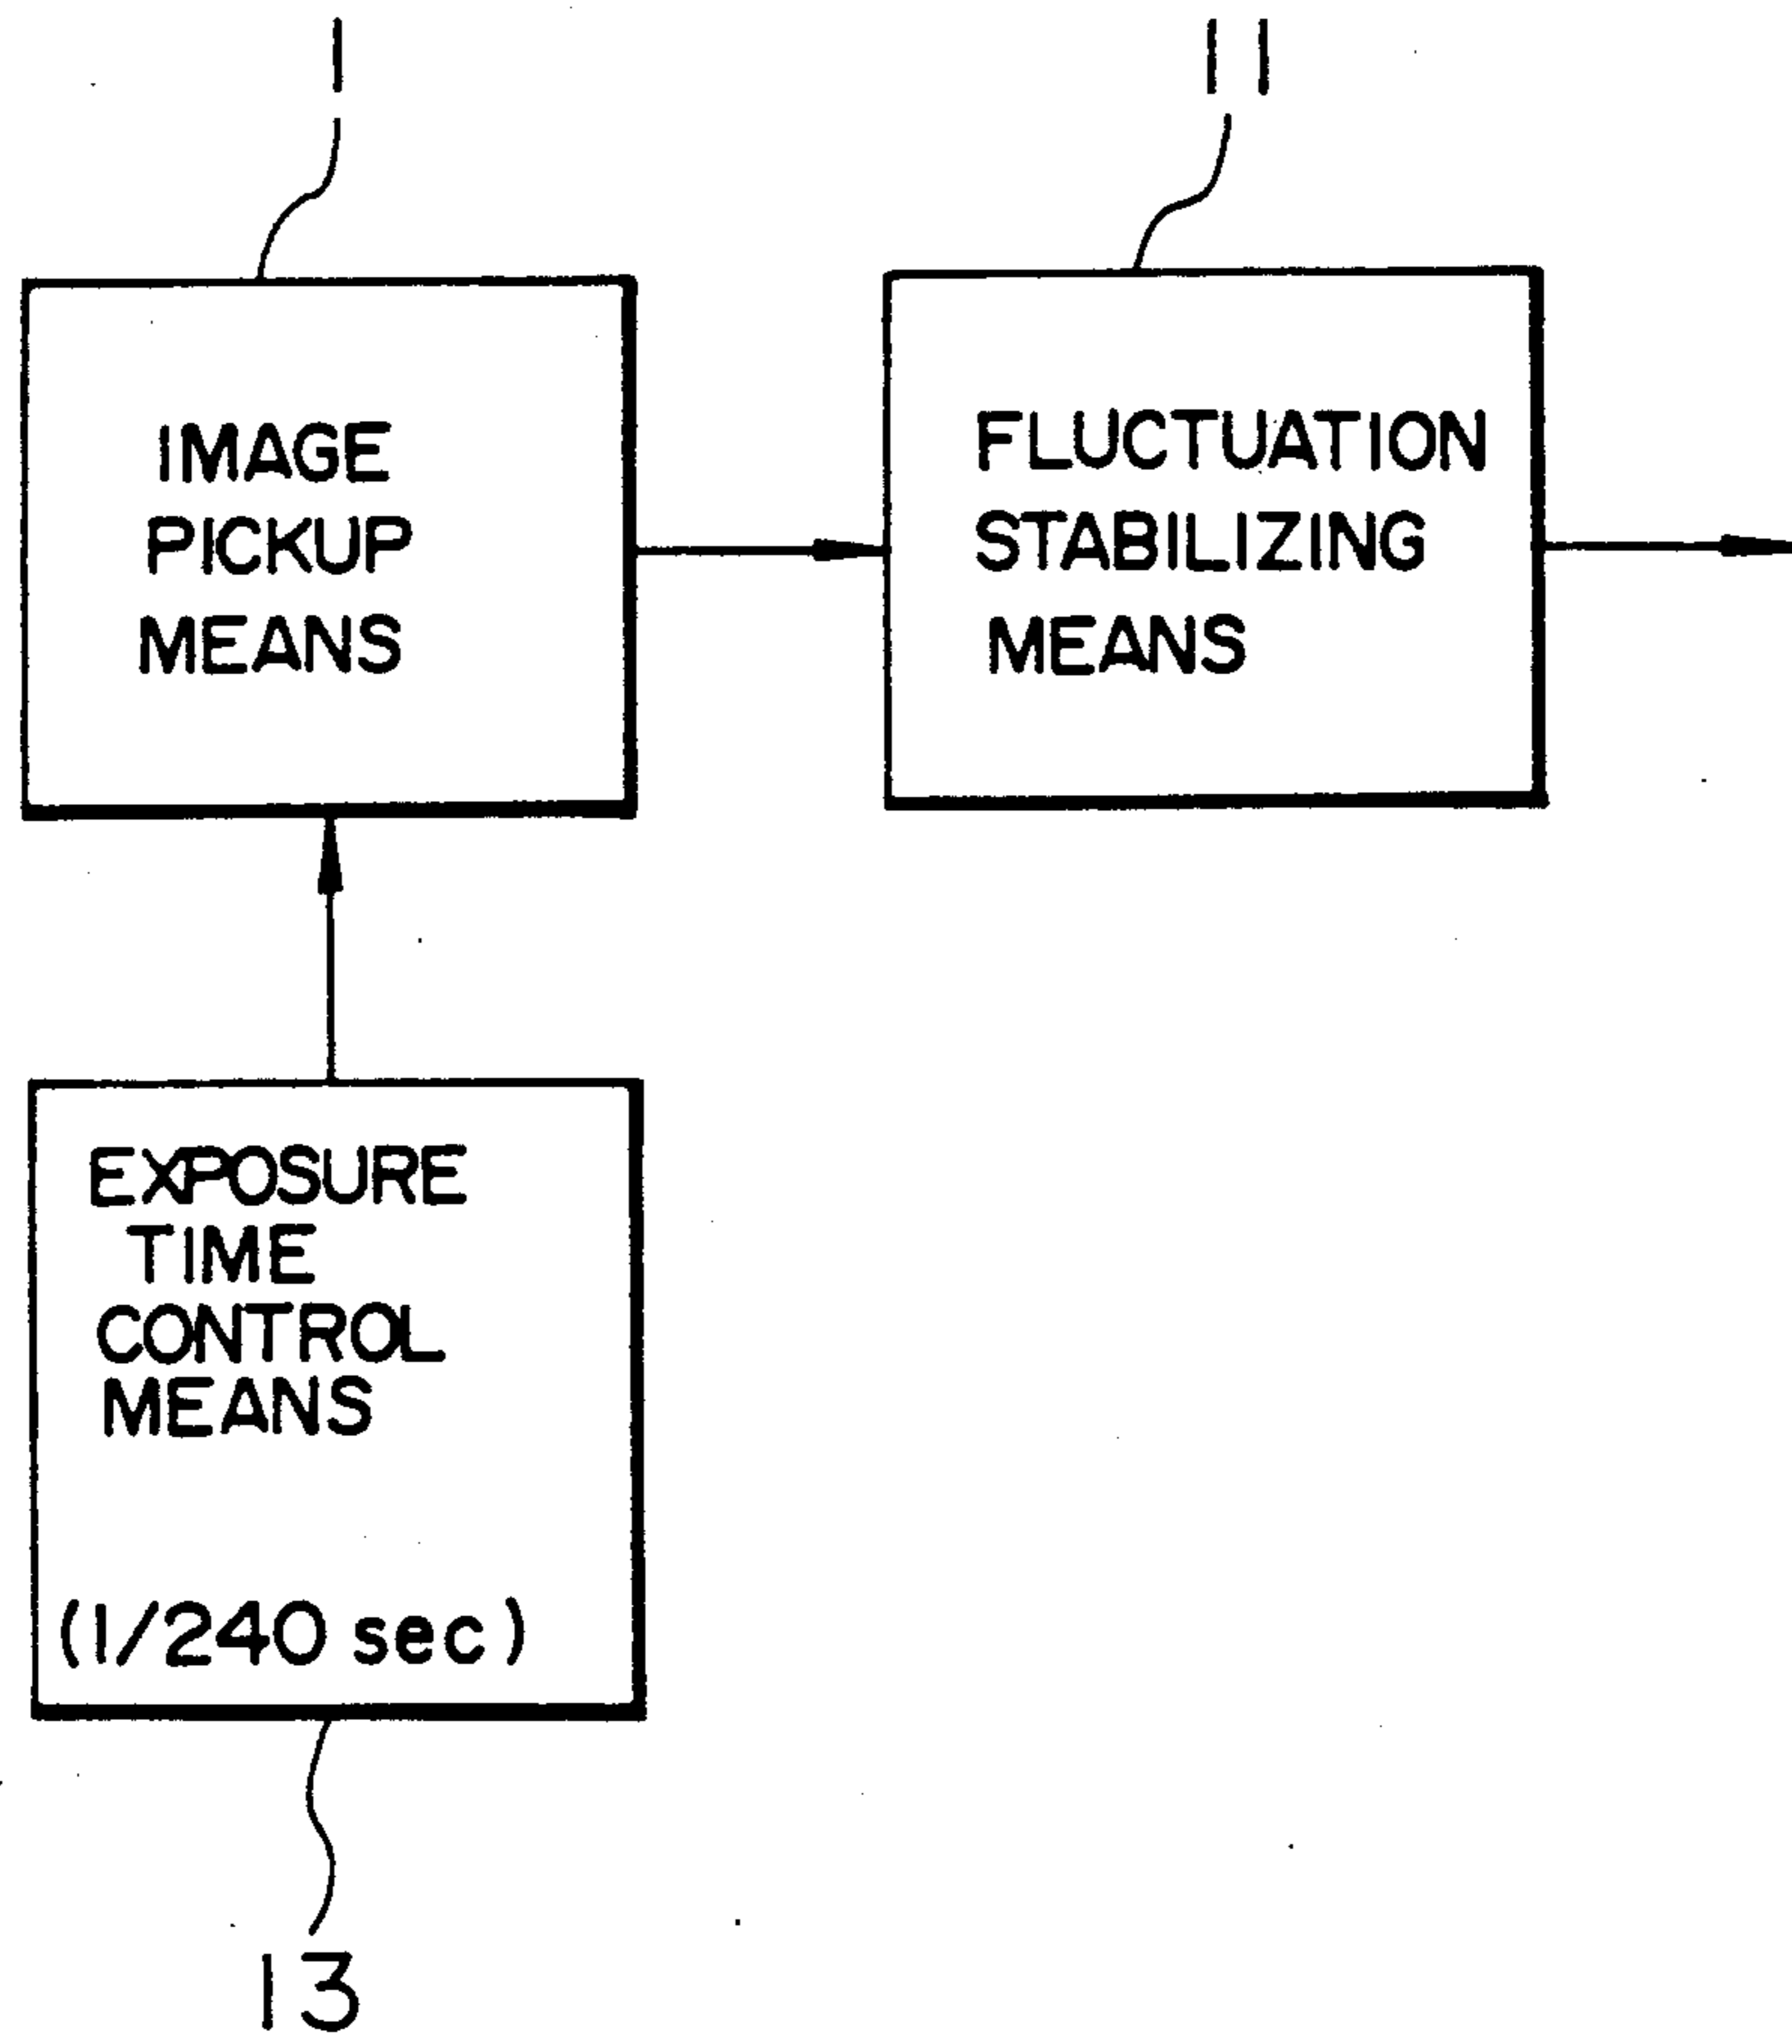 1
11
IMAGE
PICKUP
MEANS
FLUCTUATION
STABILIZING
MEANS
EXPOSURE
TIME
CONTROL
MEANS
(1/240 sec)
13